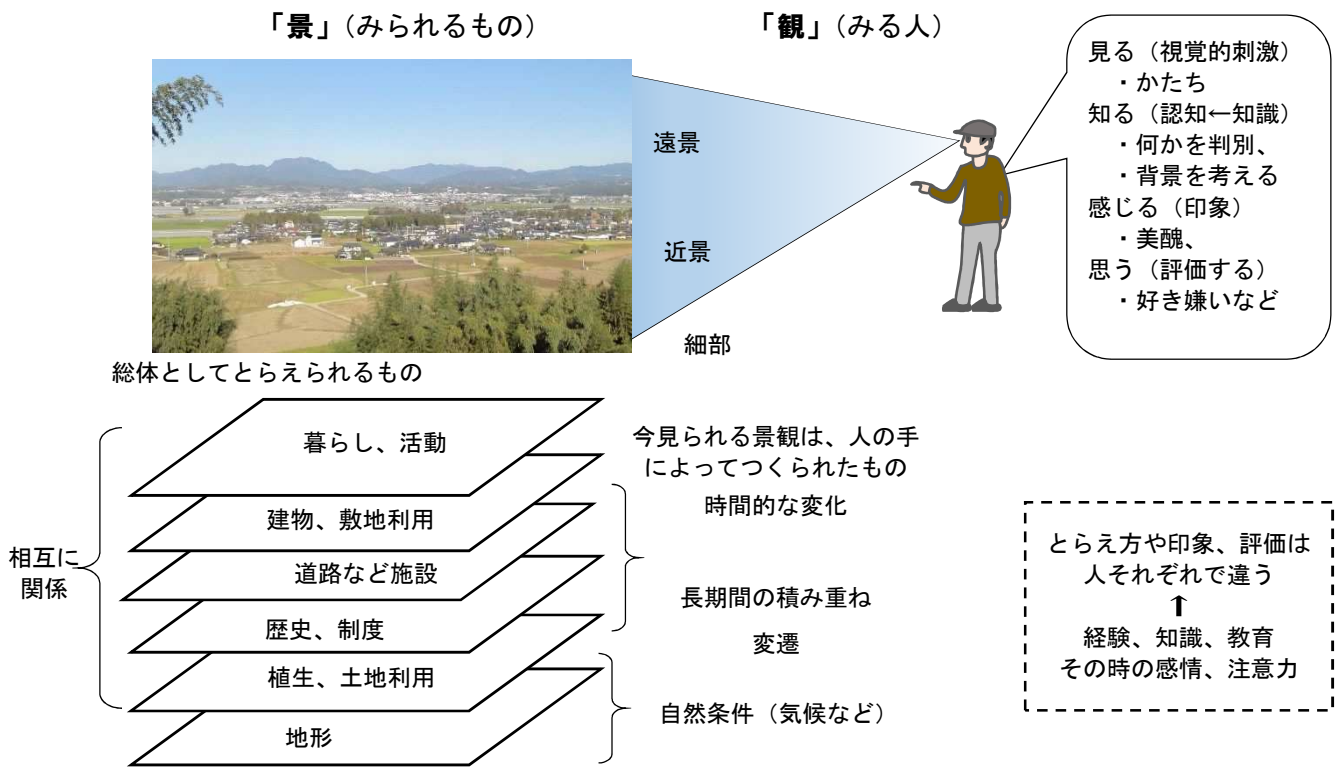 「景」（みられるもの）
「観」（みる人）
見る（視覚的刺激）
・かたち
知る（認知←知識）
・何かを判別、
・背景を考える
感じる（印象）
・美醜、
思う（評価する）
・好き嫌いなど
遠景
近景
細部
総体としてとらえられるもの
相互に
関係
暮らし、活動
建物、敷地利用
道路など施設
歴史、制度
植生、土地利用
地形
今見られる景観は、人の手
によってつくられたもの
時間的な変化
長期間の積み重ね
変遷
自然条件（気候など）
とらえ方や印象、評価は
人それぞれで違う
⬆
経験、知識、教育
その時の感情、注意力